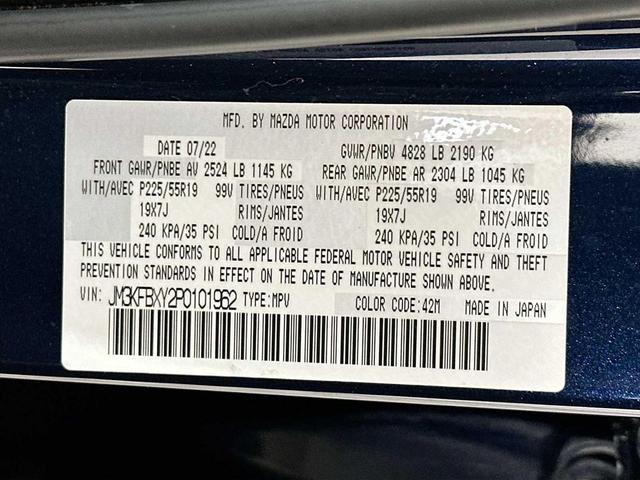 MFD. BY MAZDA MOTOR CORPORATION
DATE 07/22 GVWR/PNBV 4828 LB 2190 KG
FRONT GAWR/PNBE AV 2524 LB 1145 KG REAR GAWR/PNBE AR 2304 LB 1045 KG
WITH/AVEC P225/55R19 99V TIRES/PNEUS WITH/AVEC P225/55R19 99V TIRES/PNEUS
19X7J RIMS/JANTES 19X7J RIMS/JANTES
240 KPA/35 PSI COLD/A FROID 240 KPA/35 PSI COLD/A FROID
THIS VEHICLE CONFORMS TO ALL APPLICABLE FEDERAL MOTOR VEHICLE SAFETY AND THEFT
PREVENTION STANDARDS IN EFFECT ON THE DATE OF MANUFACTURE SHOWN ABOVE.
VIN: JM3KFBXY2P0101962 TYPE:MPV COLOR CODE:42M MADE IN JAPAN